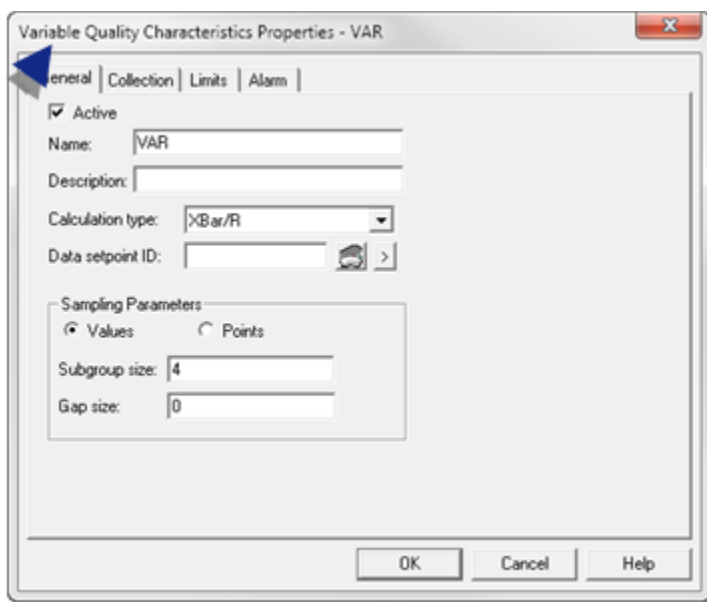 Variable Quality Characteristics Properties - VAR
General Collection Limits Alarm
Active
Name: VAR
Description:
Calculation type: XBar/R
Data setpoint ID: >
Sampling Parameters
Values Points
Subgroup size: 4
Gap size: 0
OK Cancel Help